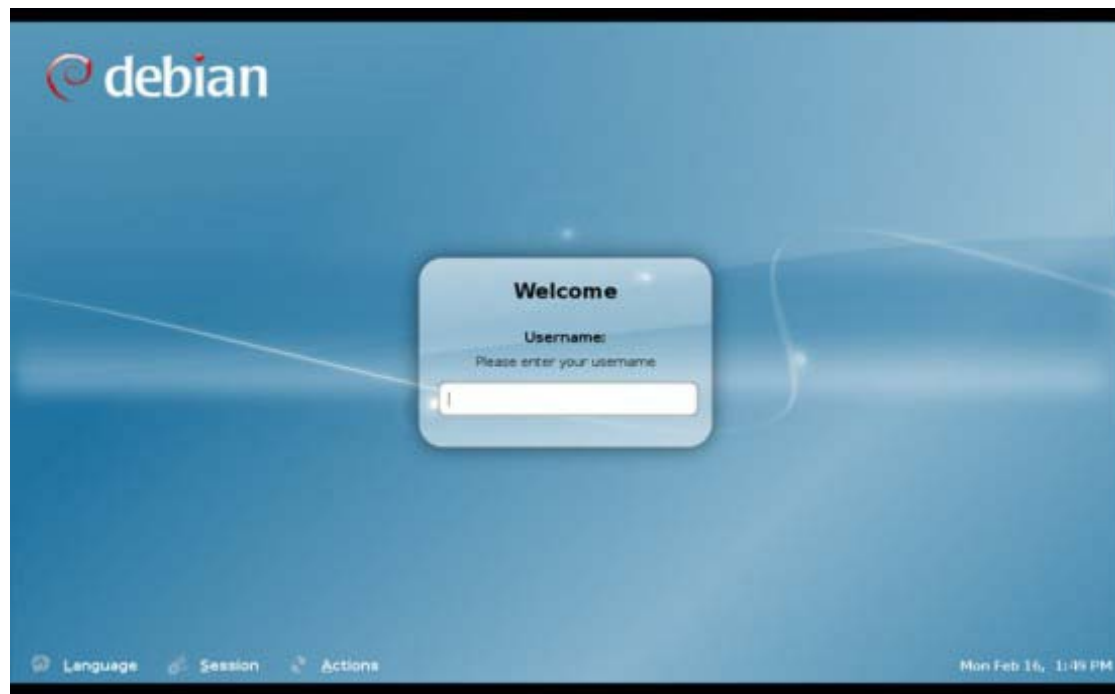 debian
Welcome
Username:
Please enter your username
Language Session Actions
Mon Feb 16, 1:49 PM